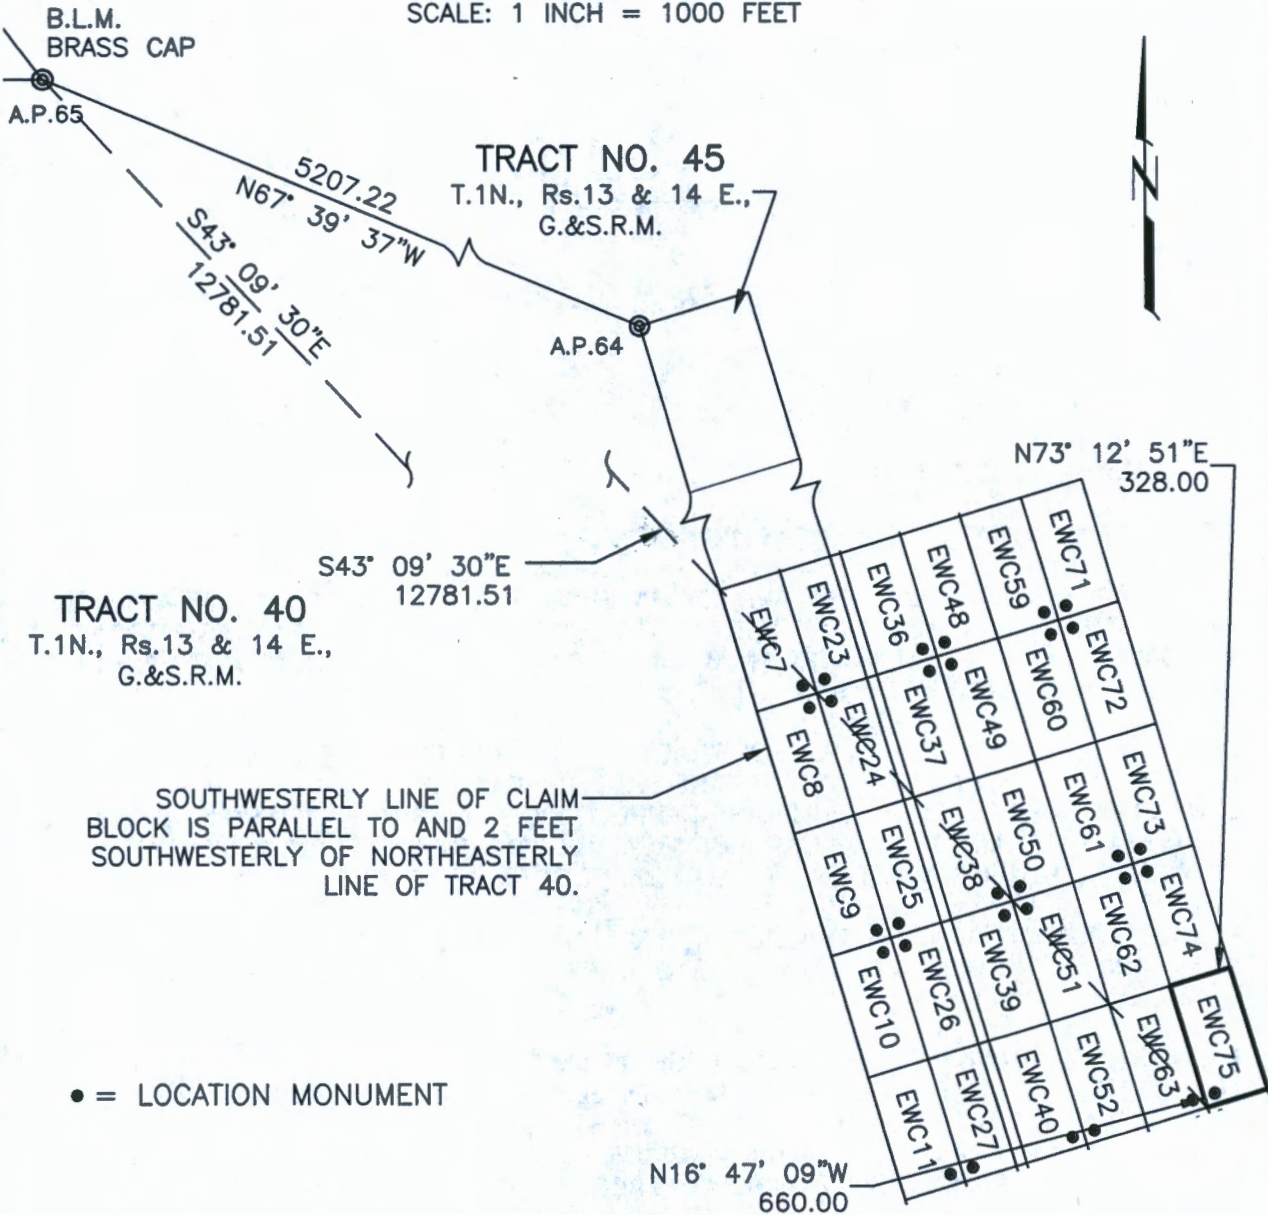 SCALE: 1 INCH = 1000 FEET
B.L.M.
BRASS CAP
A.P.65
5207.22
N67° 39' 37"W
S43° 09' 30"E
12781.51
TRACT NO. 45
T.1N., Rs.13 & 14 E.,
G.&S.R.M.
A.P.64
N
N73° 12' 51"E
328.00
S43° 09' 30"E
12781.51
TRACT NO. 40
T.1N., Rs.13 & 14 E.,
G.&S.R.M.
SOUTHWESTERLY LINE OF CLAIM
BLOCK IS PARALLEL TO AND 2 FEET
SOUTHWESTERLY OF NORTHEASTERLY
LINE OF TRACT 40.
EWC7
EWC23
EWC36
EWC48
EWC59
EWC71
EWC8
EWC24
EWC37
EWC49
EWC60
EWC72
EWC9
EWC25
EWC38
EWC50
EWC61
EWC73
EWC10
EWC26
EWC39
EWC51
EWC62
EWC74
EWC11
EWC27
EWC40
EWC52
EWC63
EWC75
● = LOCATION MONUMENT
N16° 47' 09"W
660.00